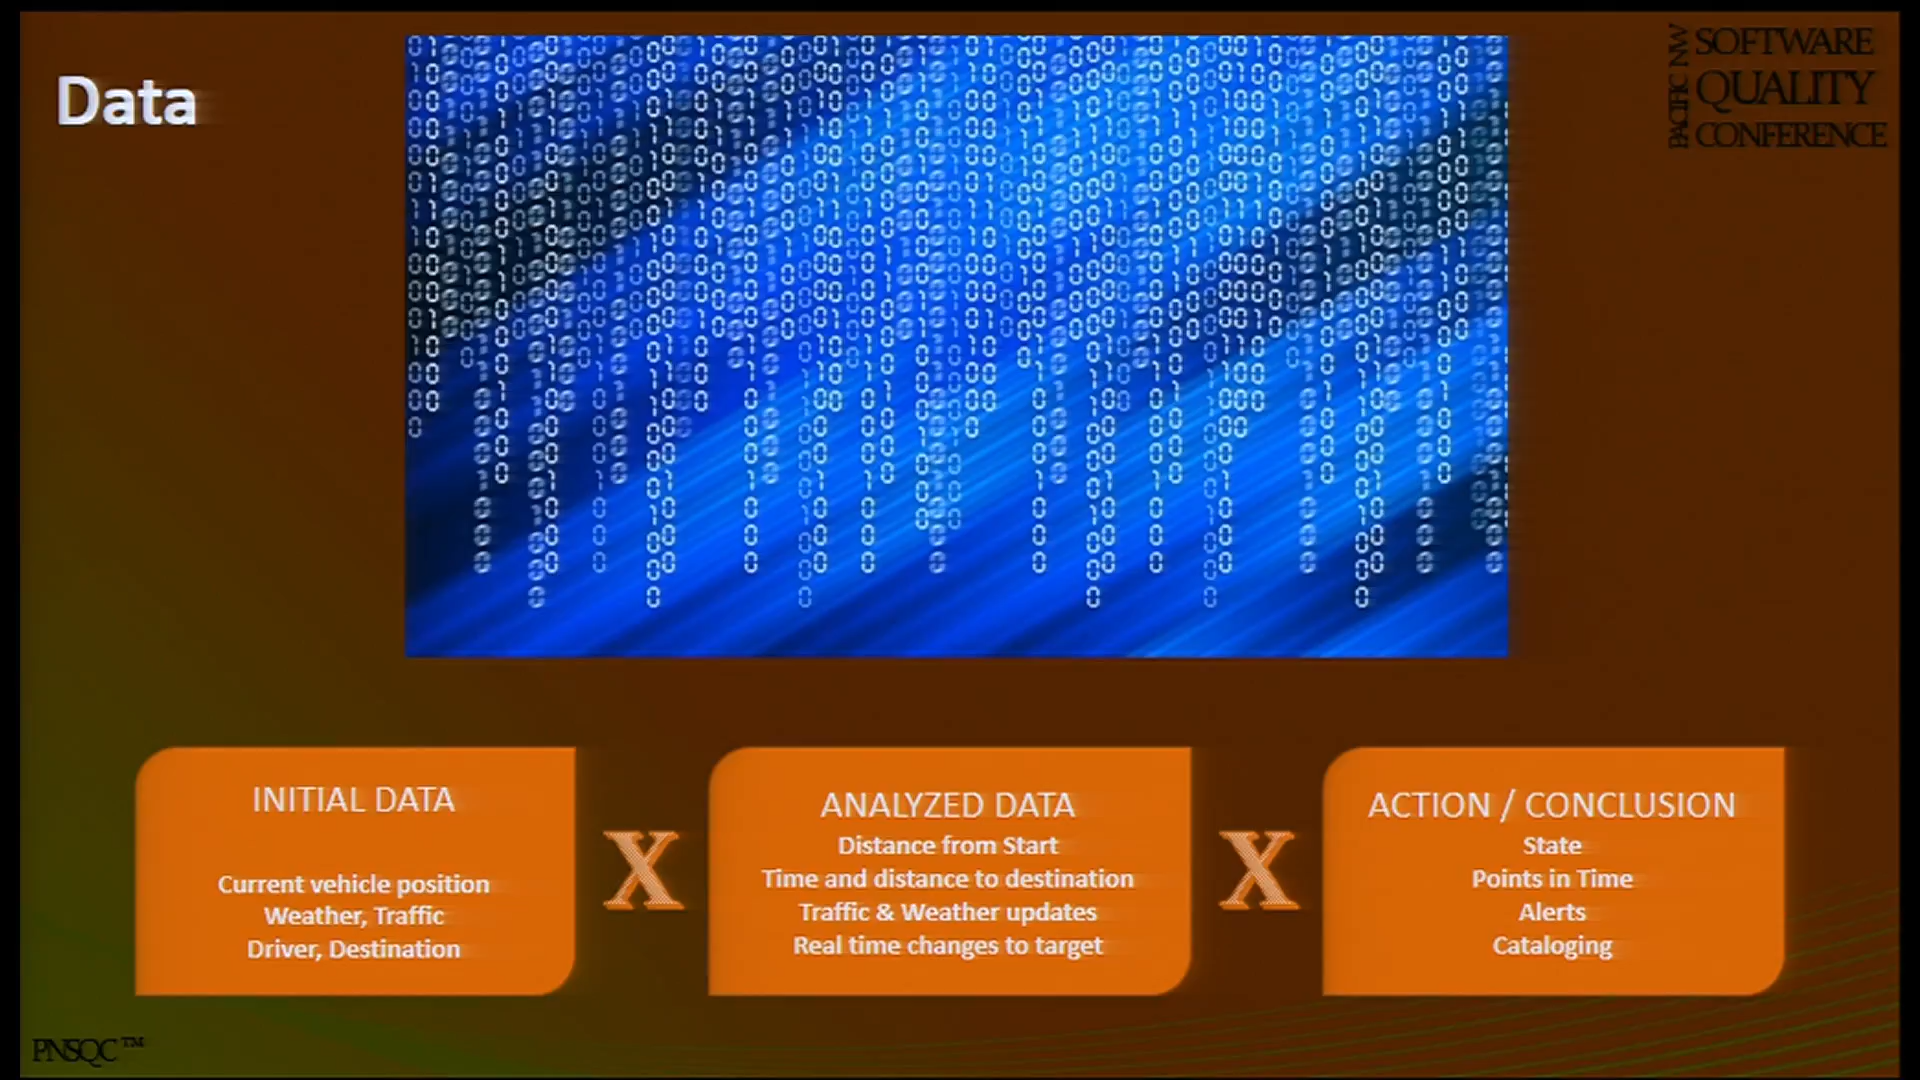 Data
PACIFIC NW
SOFTWARE
QUALITY
CONFERENCE
INITIAL DATA
Current vehicle position
Weather, Traffic
Driver, Destination
X
ANALYZED DATA
Distance from Start
Time and distance to destination
Traffic & Weather updates
Real time changes to target
X
ACTION / CONCLUSION
State
Points in Time
Alerts
Cataloging
PNSQC™